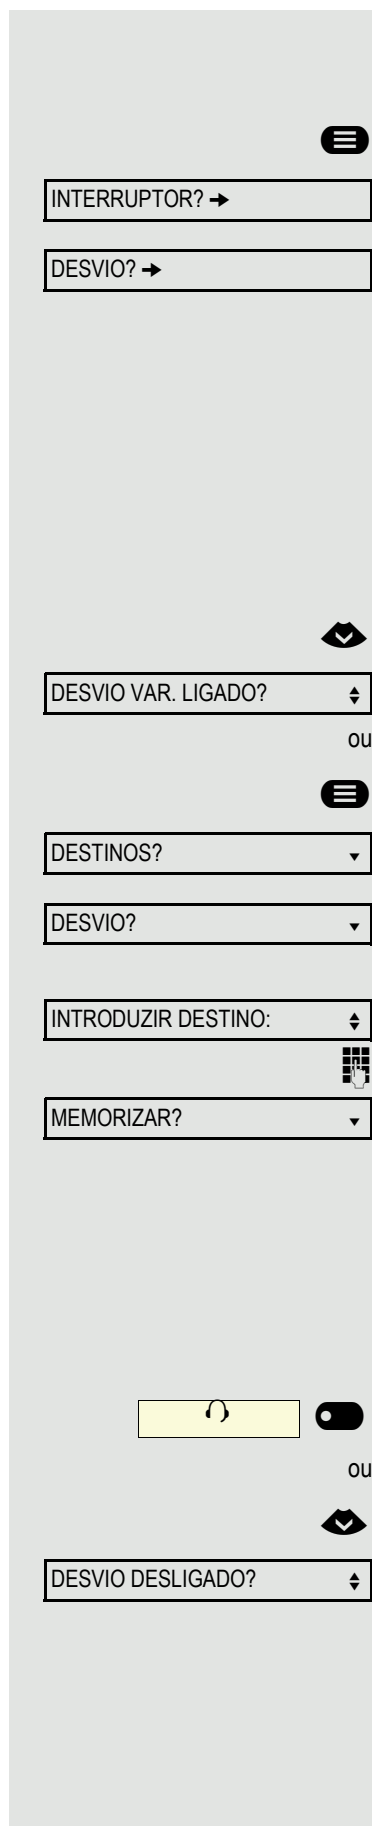 INTERRUPTOR? →
DESVIO? →
DESVIO VAR. LIGADO?
ou
DESTINOS?
DESVIO?
INTRODUZIR DESTINO:
MEMORIZAR?
ou
DESVIO DESLIGADO?